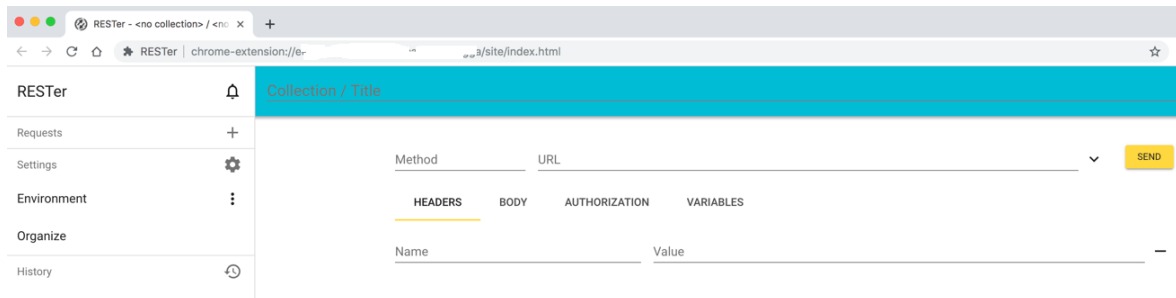 RESTer - <no collection> / <no
RESTer | chrome-extension:// a/site/index.html
RESTer
Collection / Title
Requests
Settings
Method
URL
SEND
Environment
HEADERS
BODY
AUTHORIZATION
VARIABLES
Organize
Name
Value
History